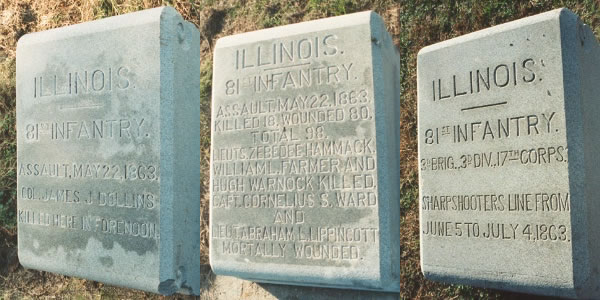 ILLINOIS.
81ST INFANTRY.
ASSAULT, MAY 22, 1863.
COL. JAMES J. DOLLINS
KILLED HERE IN FORENOON.
ILLINOIS.
81ST INFANTRY.
ASSAULT, MAY 22, 1863.
KILLED 18, WOUNDED 80,
TOTAL 98.
LIEUTS. ZEBEDEE HAMMACK,
WILLIAM L. FARMER AND
HUGH WARNOCK KILLED,
CAPT. CORNELIUS S. WARD
AND
LIEUT. ABRAHAM L. LIPPINCOTT
MORTALLY WOUNDED.
ILLINOIS.
81ST INFANTRY.
3D BRIG., 3D DIV., 17TH CORPS.
SHARPSHOOTERS LINE FROM
JUNE 5 TO JULY 4, 1863.